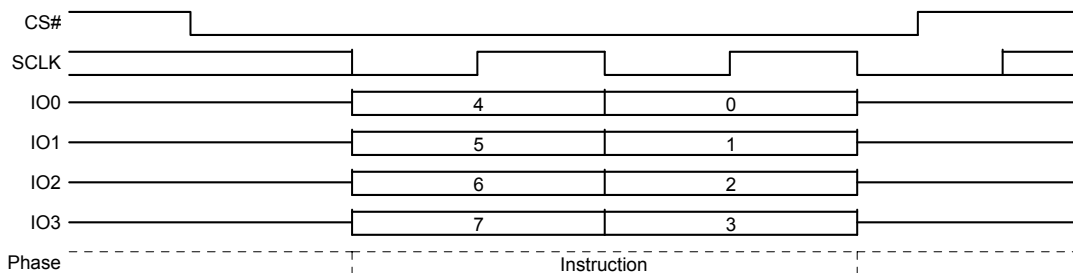 CS#
SCLK
IO0 4 0
IO1 5 1
IO2 6 2
IO3 7 3
Phase Instruction